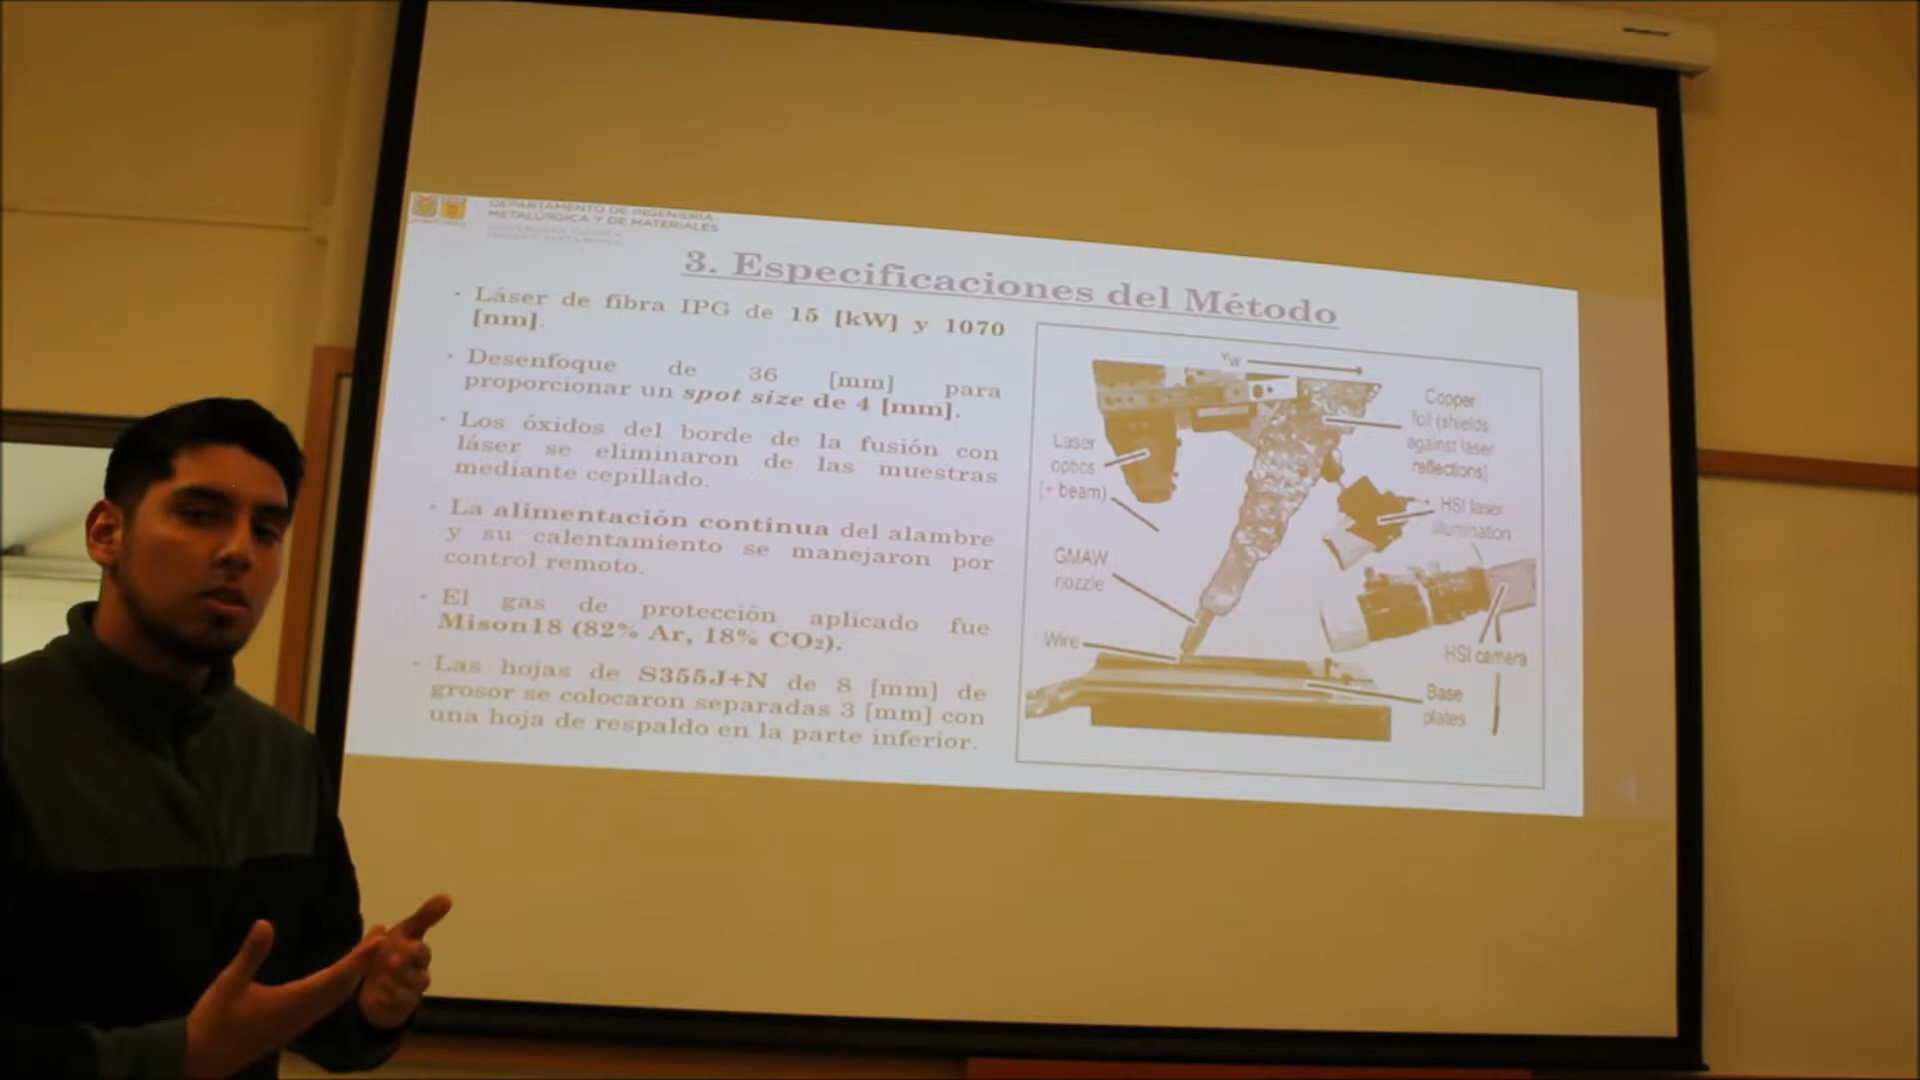 DEPARTAMENTO DE INGENIERÍA
METALÚRGICA Y DE MATERIALES
3. Especificaciones del Método
· Láser de fibra IPG de 15 [kW] y 1070
[nm].
· Desenfoque de 36 [mm] para
proporcionar un spot size de 4 [mm].
· Los óxidos del borde de la fusión con
láser se eliminaron de las muestras
mediante cepillado.
· La alimentación continua del alambre
y su calentamiento se manejaron por
control remoto.
· El gas de protección aplicado fue
Mison18 (82% Ar, 18% CO₂).
· Las hojas de S355J+N de 8 [mm] de
grosor se colocaron separadas 3 [mm] con
una hoja de respaldo en la parte inferior.
vw
Copper
foil (shields
against laser
reflections)
Laser
optics
(+ beam)
HSI laser
illumination
GMAW
nozzle
Wire
HSI camera
Base
plates